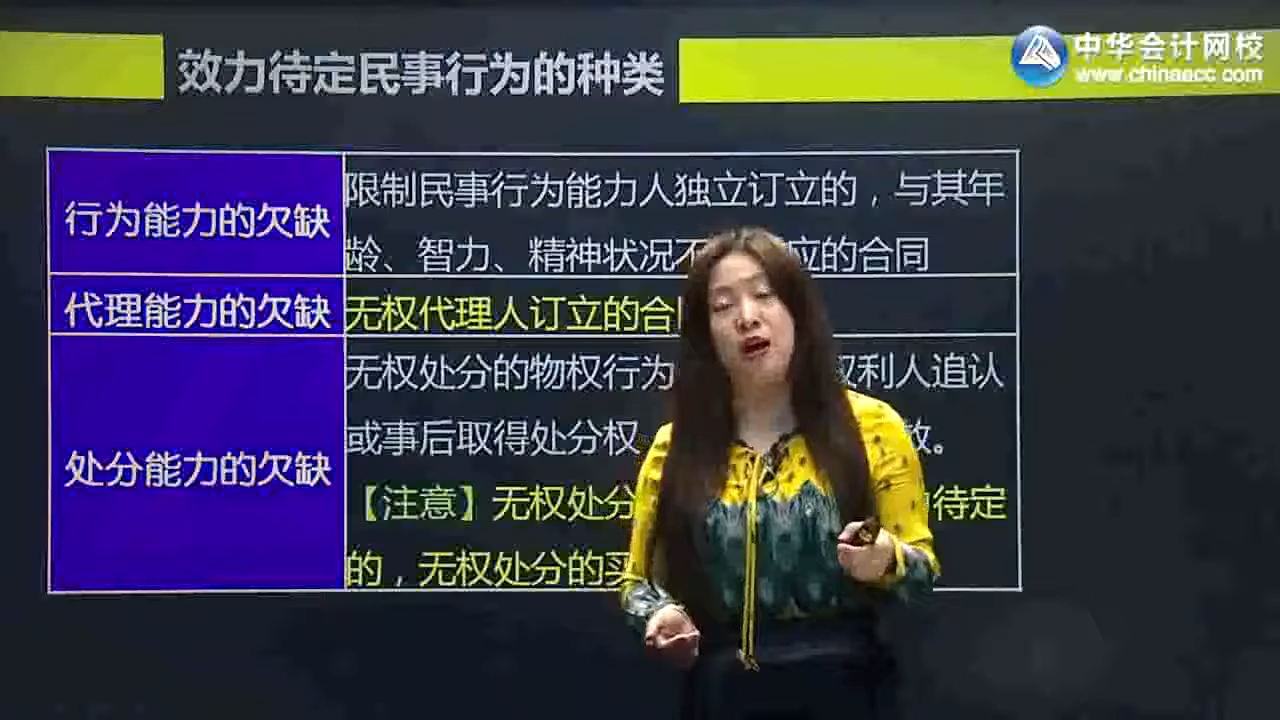 效力待定民事行为的种类
中华会计网校
www.chinaacc.com
行为能力的欠缺
限制民事行为能力人独立订立的，与其年
龄、智力、精神状况不 应的合同
代理能力的欠缺
无权代理人订立的合
处分能力的欠缺
无权处分的物权行为 权利人追认
或事后取得处分权 效。
【注意】无权处分 待定
的，无权处分的买